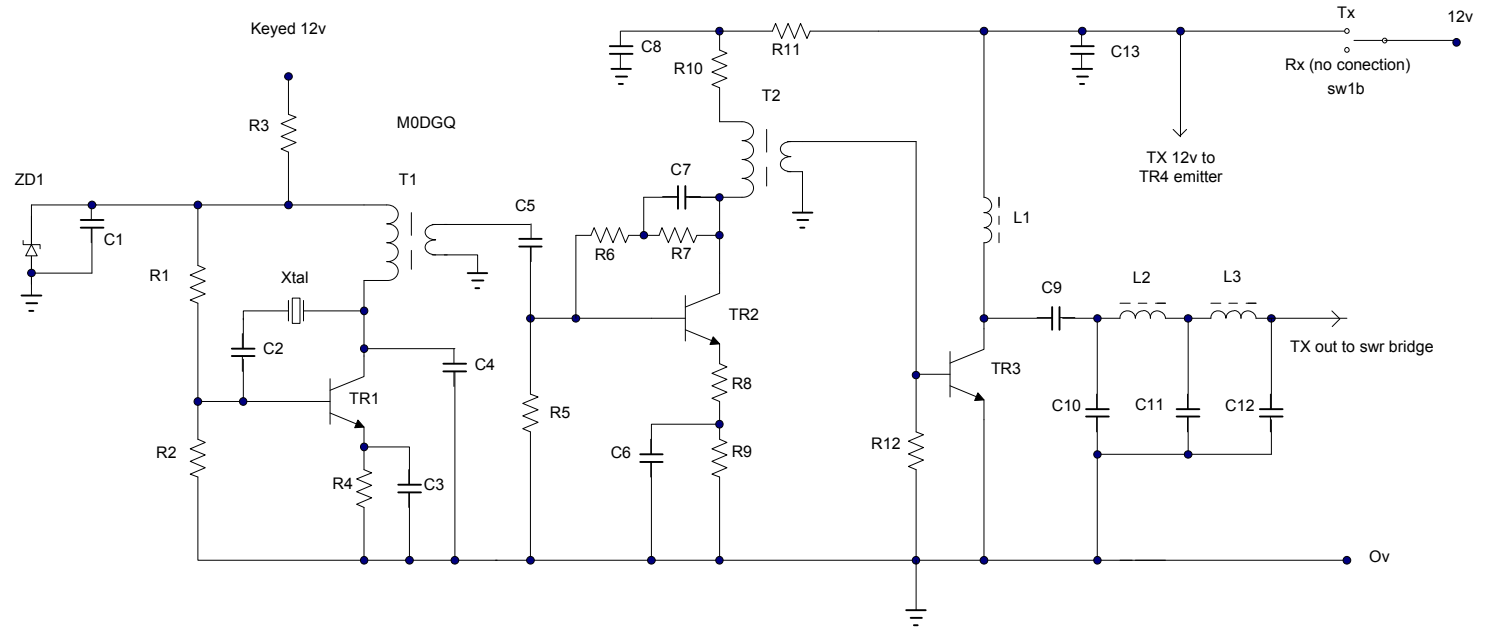 Keyed 12v
C8
R10
R11
C13
Tx
12v
Rx (no conection)
sw1b
T2
R3
M0DGQ
TX 12v to
TR4 emitter
ZD1
T1
C7
C5
C1
R6
R7
L1
R1
Xtal
C2
TR2
C9
L2
L3
TX out to swr bridge
C4
TR1
R8
TR3
R5
C10
C11
C12
R2
R4
C3
C6
R9
R12
Ov